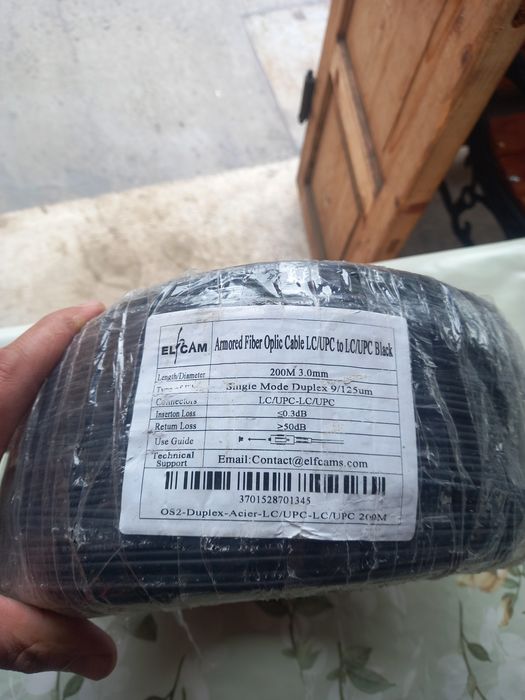 ELFCAM
Armored Fiber Optic Cable LC/UPC to LC/UPC Black
Length/Diameter 200M 3.0mm
Single Mode Duplex 9/125um
Connectors LC/UPC-LC/UPC
Insertion Loss ≤0.3dB
Return Loss ≥50dB
Use Guide
Technical Support Email:Contact@elfcams.com
3701528701345
OS2-Duplex-Acier-LC/UPC-LC/UPC 200M